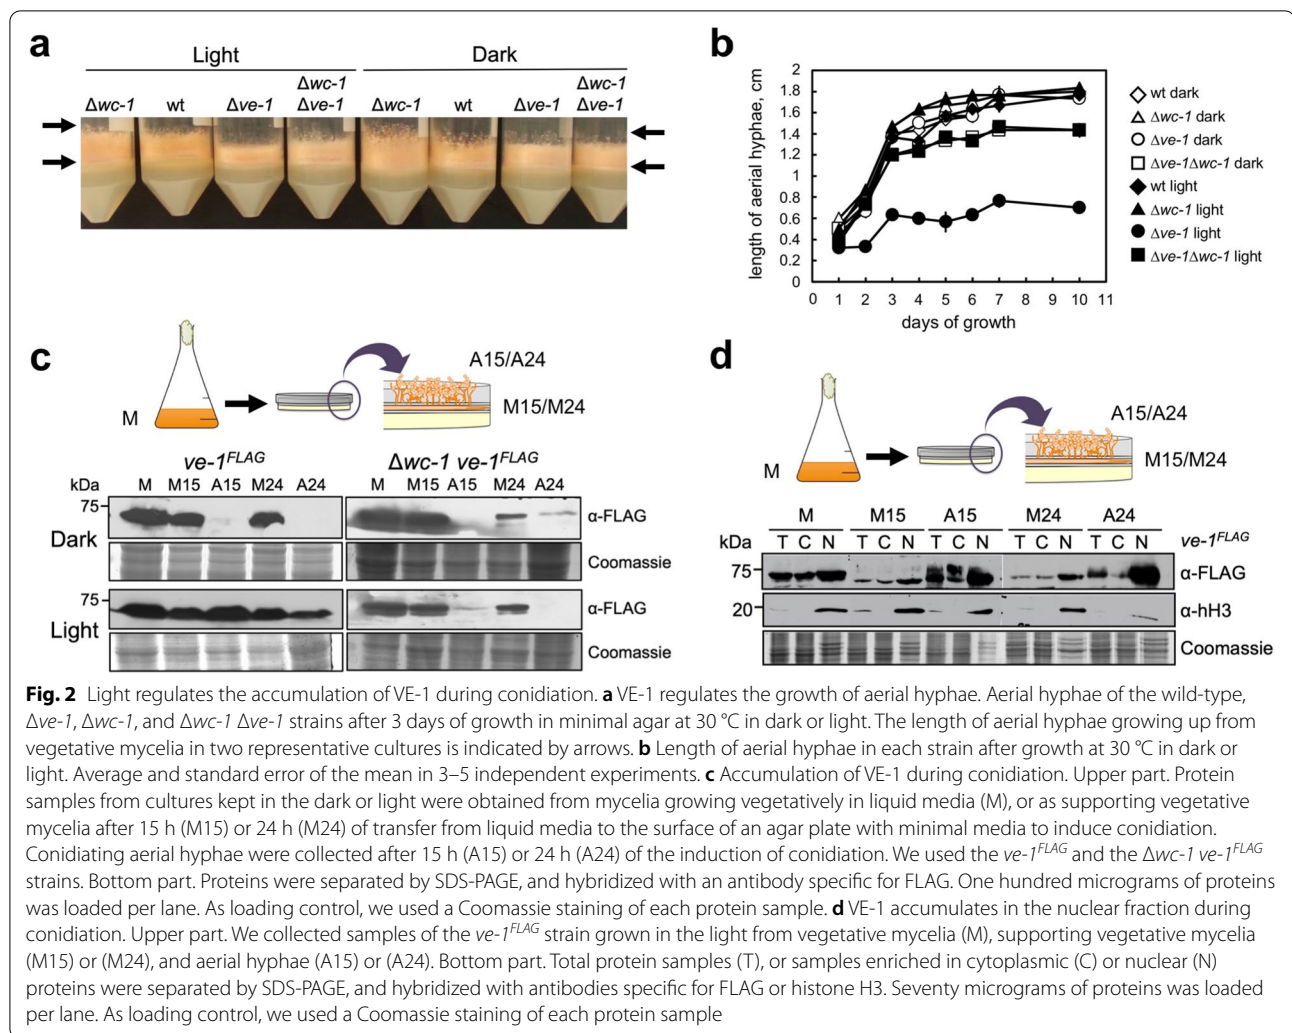 a
Light
Dark
Δwc-1
wt
Δve-1
Δwc-1
Δve-1
Δwc-1
wt
Δve-1
Δwc-1
Δve-1
b
length of aerial hyphae, cm
2
1.8
1.6
1.4
1.2
1
0.8
0.6
0.4
0.2
0
0 1 2 3 4 5 6 7 8 9 10 11
days of growth
wt dark
Δwc-1 dark
Δve-1 dark
Δve-1Δwc-1 dark
wt light
Δwc-1 light
Δve-1 light
Δve-1Δwc-1 light
c
M
A15/A24
M15/M24
ve-1FLAG
Δwc-1 ve-1FLAG
kDa
M M15 A15 M24 A24
M M15 A15 M24 A24
75
α-FLAG
Dark
Coomassie
75
α-FLAG
Light
Coomassie
d
M
A15/A24
M15/M24
M M15 A15 M24 A24
kDa
T C N T C N T C N T C N T C N
ve-1FLAG
75
α-FLAG
20
α-hH3
Coomassie
Fig. 2 Light regulates the accumulation of VE-1 during conidiation. a VE-1 regulates the growth of aerial hyphae. Aerial hyphae of the wild-type,
Δve-1, Δwc-1, and Δwc-1 Δve-1 strains after 3 days of growth in minimal agar at 30 °C in dark or light. The length of aerial hyphae growing up from
vegetative mycelia in two representative cultures is indicated by arrows. b Length of aerial hyphae in each strain after growth at 30 °C in dark or
light. Average and standard error of the mean in 3–5 independent experiments. c Accumulation of VE-1 during conidiation. Upper part. Protein
samples from cultures kept in the dark or light were obtained from mycelia growing vegetatively in liquid media (M), or as supporting vegetative
mycelia after 15 h (M15) or 24 h (M24) of transfer from liquid media to the surface of an agar plate with minimal media to induce conidiation.
Conidiating aerial hyphae were collected after 15 h (A15) or 24 h (A24) of the induction of conidiation. We used the ve-1FLAG and the Δwc-1 ve-1FLAG
strains. Bottom part. Proteins were separated by SDS-PAGE, and hybridized with an antibody specific for FLAG. One hundred micrograms of proteins
was loaded per lane. As loading control, we used a Coomassie staining of each protein sample. d VE-1 accumulates in the nuclear fraction during
conidiation. Upper part. We collected samples of the ve-1FLAG strain grown in the light from vegetative mycelia (M), supporting vegetative mycelia
(M15) or (M24), and aerial hyphae (A15) or (A24). Bottom part. Total protein samples (T), or samples enriched in cytoplasmic (C) or nuclear (N)
proteins were separated by SDS-PAGE, and hybridized with antibodies specific for FLAG or histone H3. Seventy micrograms of proteins was loaded
per lane. As loading control, we used a Coomassie staining of each protein sample